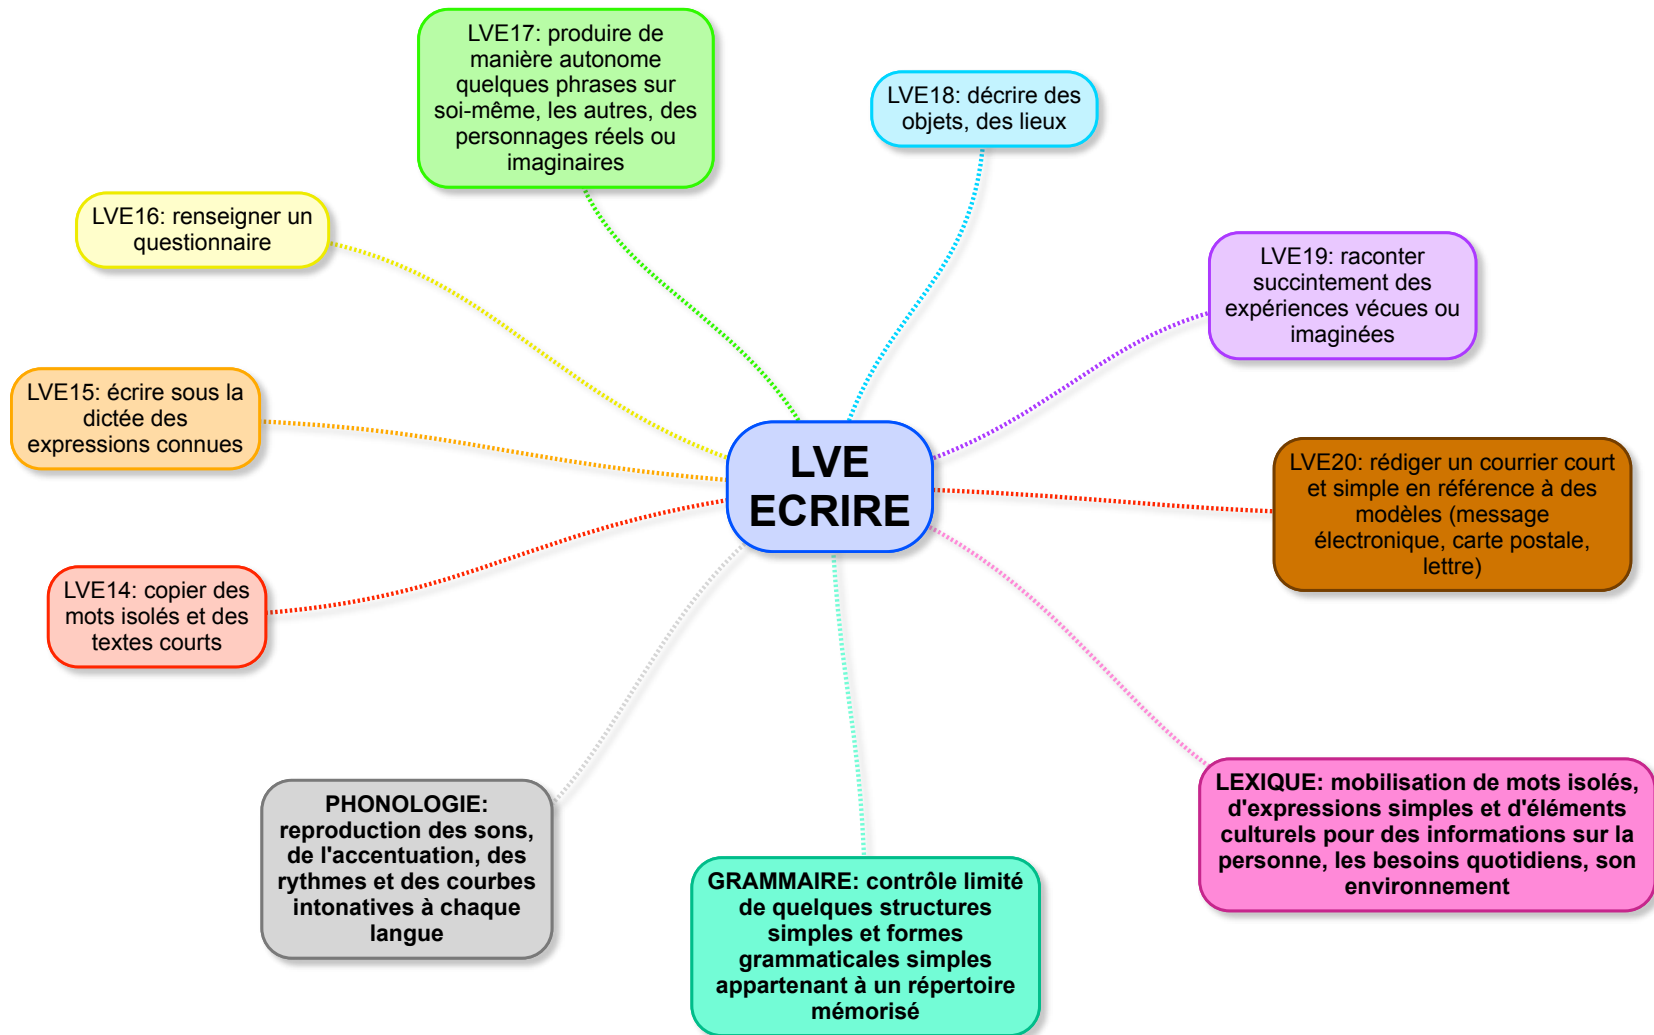 LVE17: produire de
manière autonome
quelques phrases sur
soi-même, les autres, des
personnages réels ou
imaginaires
LVE18: décrire des
objets, des lieux
LVE16: renseigner un
questionnaire
LVE19: raconter
succintement des
expériences vécues ou
imaginées
LVE15: écrire sous la
dictée des
expressions connues
LVE
ECRIRE
LVE20: rédiger un courrier court
et simple en référence à des
modèles (message
électronique, carte postale,
lettre)
LVE14: copier des
mots isolés et des
textes courts
PHONOLOGIE:
reproduction des sons,
de l'accentuation, des
rythmes et des courbes
intonatives à chaque
langue
GRAMMAIRE: contrôle limité
de quelques structures
simples et formes
grammaticales simples
appartenant à un répertoire
mémorisé
LEXIQUE: mobilisation de mots isolés,
d'expressions simples et d'éléments
culturels pour des informations sur la
personne, les besoins quotidiens, son
environnement